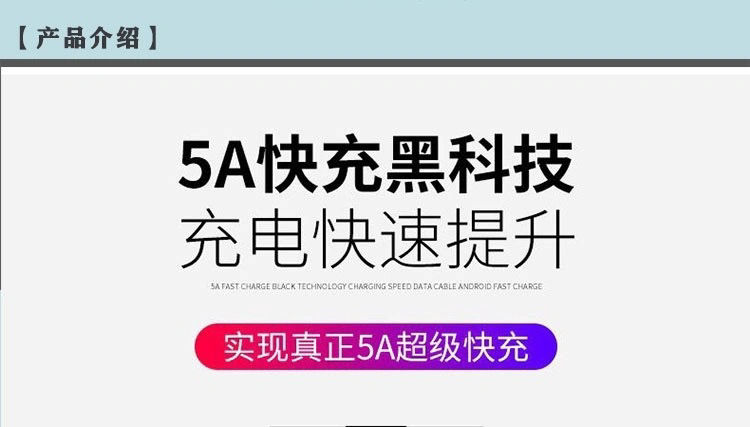 【产品介绍】
5A快充黑科技
充电快速提升
5A FAST CHARGE BLACK TECHNOLOGY CHARGING SPEED DATA CABLE ANDROID FAST CHARGE
实现真正5A超级快充